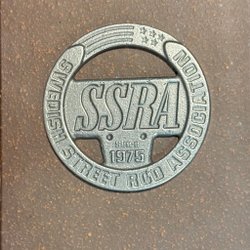 SWEDISH STREET ROD ASSOCIATION
SSRA
SINCE
1975